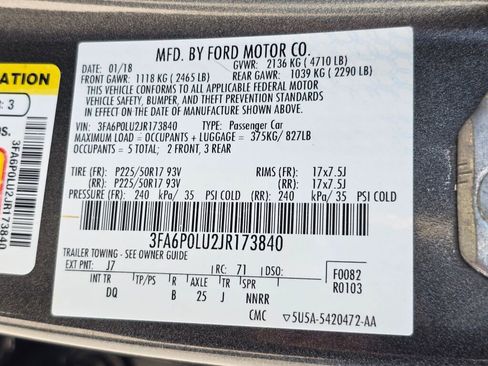 MFD. BY FORD MOTOR CO.
DATE: 01/18 GVWR: 2136 KG ( 4710 LB)
FRONT GAWR: 1118 KG ( 2465 LB) REAR GAWR: 1039 KG ( 2290 LB)
THIS VEHICLE CONFORMS TO ALL APPLICABLE FEDERAL MOTOR
VEHICLE SAFETY, BUMPER, AND THEFT PREVENTION STANDARDS
IN EFFECT ON THE DATE OF MANUFACTURE SHOWN ABOVE.
VIN: 3FA6P0LU2JR173840 TYPE: Passenger Car
MAXIMUM LOAD = OCCUPANTS + LUGGAGE = 375KG/ 827LB
OCCUPANTS = 5 TOTAL; 2 FRONT, 3 REAR
TIRE (FR): P225/50R17 93V RIMS (FR): 17x7.5J
(RR): P225/50R17 93V (RR): 17x7.5J
PRESSURE (FR): 240 kPa/ 35 PSI COLD (RR): 240 kPa/ 35 PSI COLD
3FA6P0LU2JR173840
TRAILER TOWING - SEE OWNER GUIDE
EXT PNT: J7 RC: 71 DSO: F0082
INT TR TP/PS R AXLE TR SPR R0103
DQ B 25 J NNRR
CMC 5U5A-5420472-AA
ATION
R: 3
OS.
3FA6P0LU2JR173840